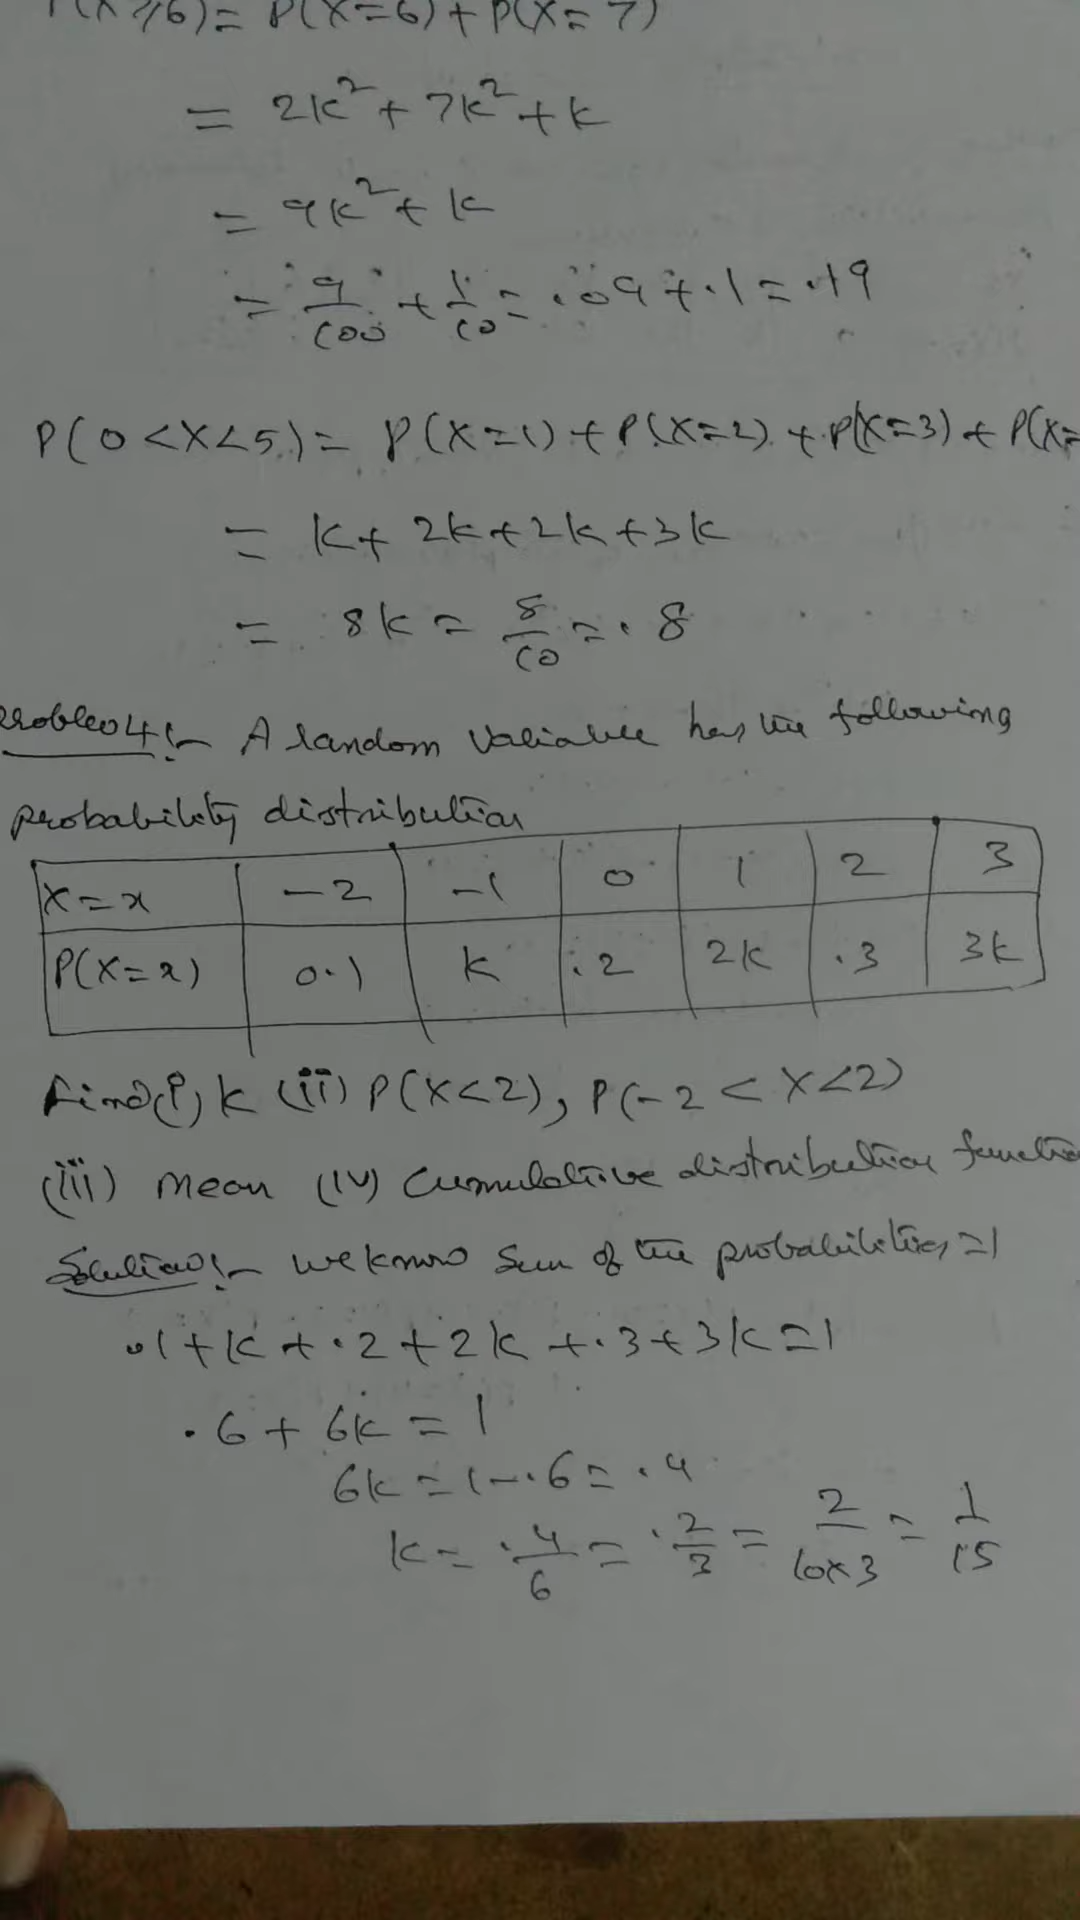 P(X ⩾ 6) = P(X=6) + P(X=7)
= 2k² + 7k² + k
= 9k² + k
= 9/100 + 1/10 = .09 + .1 = .19
P(0 < X < 5) = P(X=1) + P(X=2) + P(X=3) + P(X=
= k + 2k + 2k + 3k
= 8k = 8/10 = .8
Problem 4:- A random variable has the following
probability distribution
X=x -2 -1 0 1 2 3
P(X=x) 0.1 k .2 2k .3 3k
Find (i) k (ii) P(X<2), P(-2 < X < 2)
(iii) Mean (iv) Cumulative distribution functio
Solution:- we know Sum of the probabilities = 1
.1 + k + .2 + 2k + .3 + 3k = 1
.6 + 6k = 1
6k = 1 - .6 = .4
k = .4/6 = .2/3 = 2/10×3 = 1/15